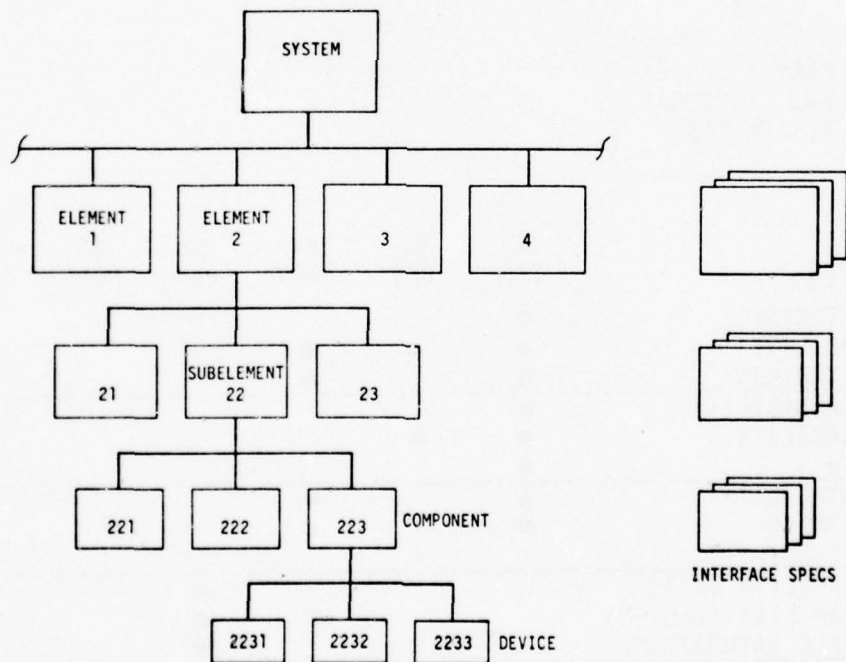 SYSTEM
ELEMENT
1
ELEMENT
2
3
4
21
SUBELEMENT
22
23
221
222
223
COMPONENT
INTERFACE SPECS
2231
2232
2233
DEVICE